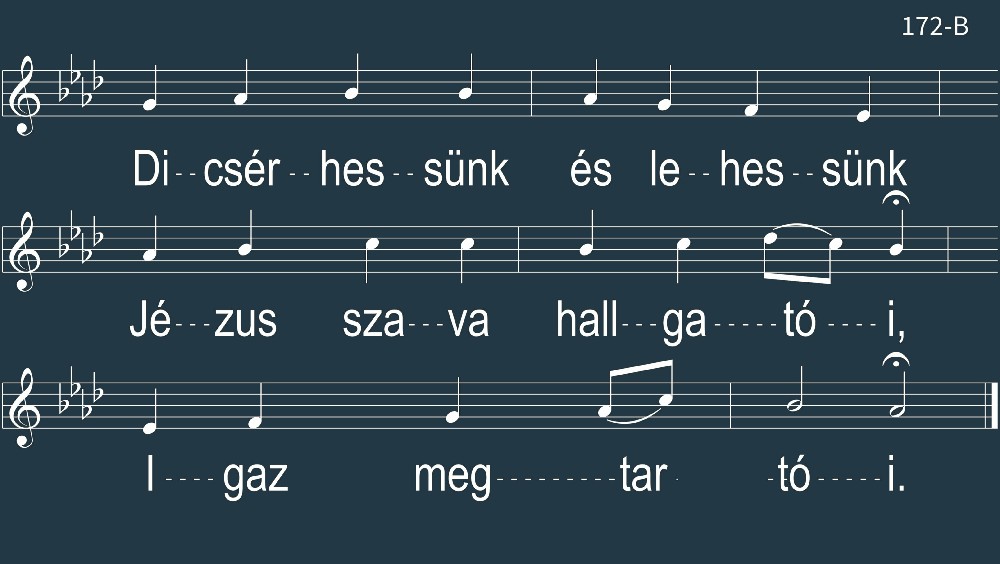 172-B
Di--csér--hes--sünk és le--hes--sünk
Jé---zus sza---va hall---ga-----tó----i,
I----gaz meg---------tar -tó-----i.